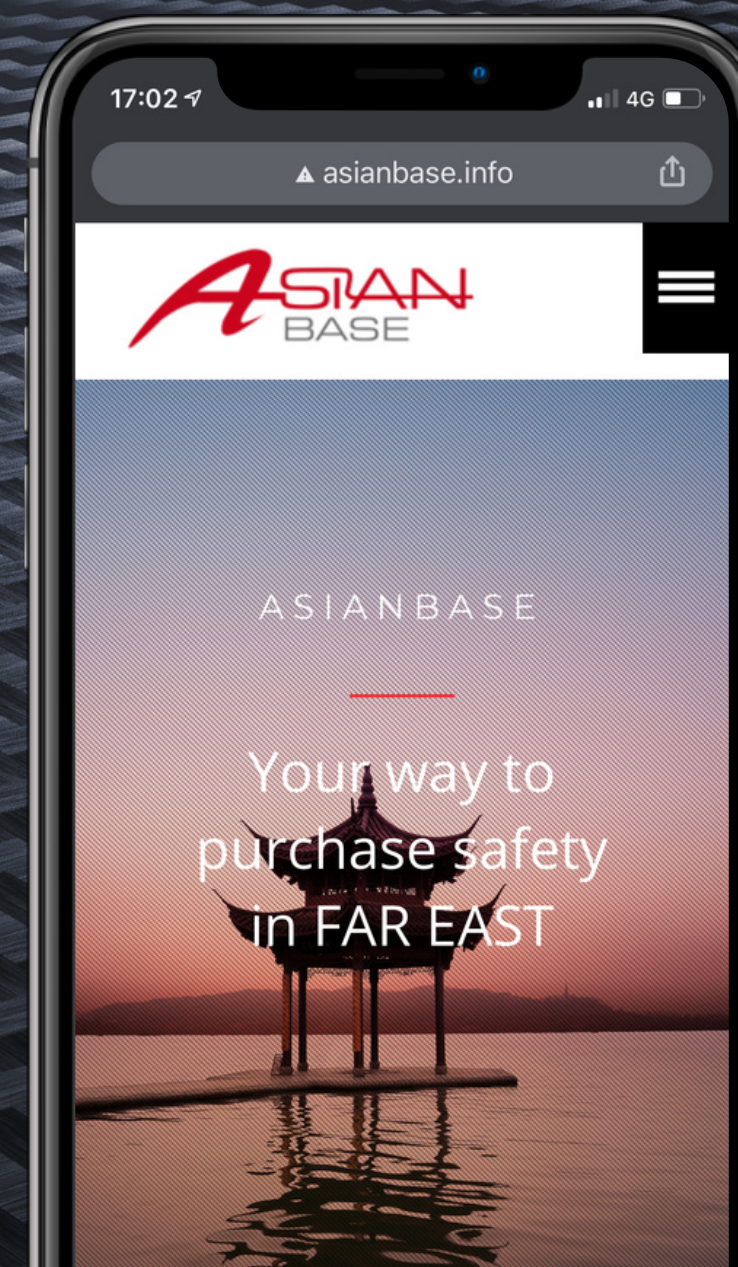 17:02
4G
asianbase.info
ASIAN
BASE
ASIANBASE
Your way to
purchase safety
in FAR EAST